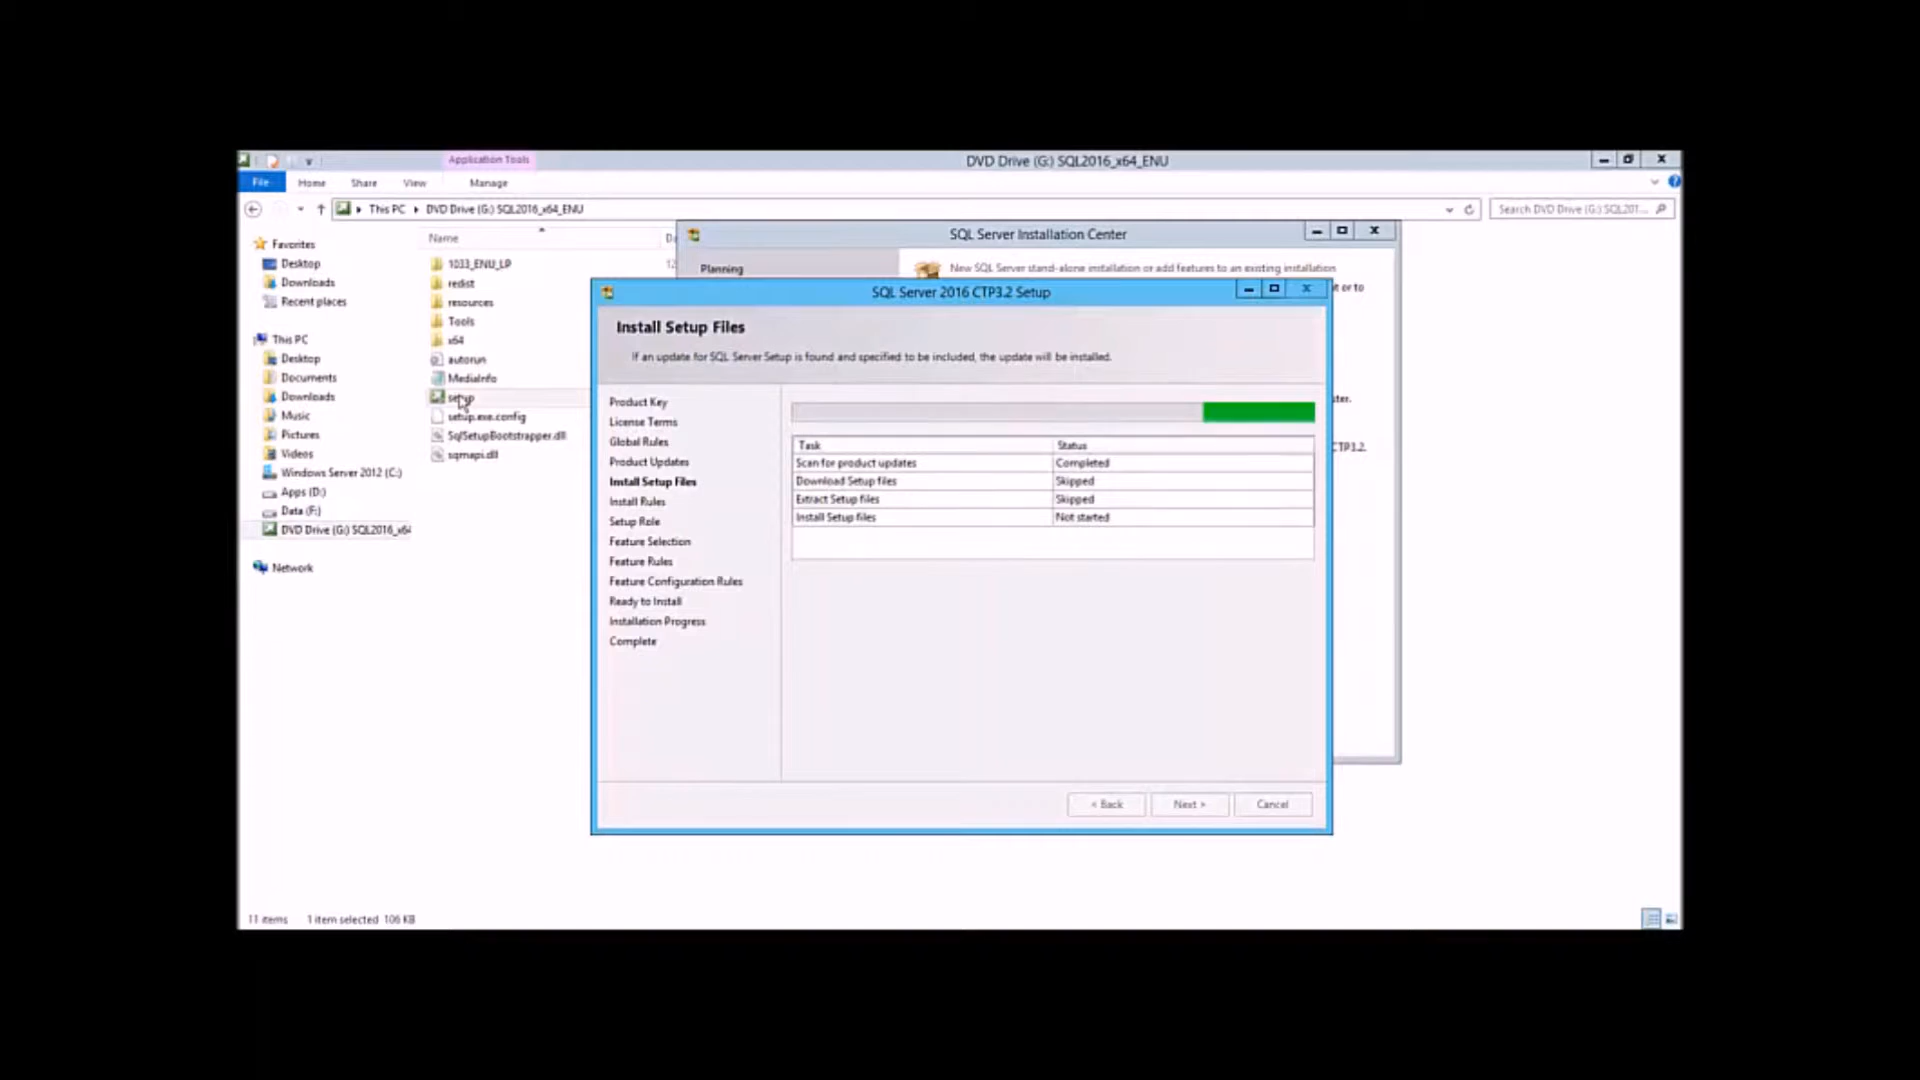 Application Tools
DVD Drive (G:) SQL2016_x64_ENU
File
Home
Share
View
Manage
This PC
DVD Drive (G:) SQL2016_x64_ENU
Search DVD Drive (G:) SQL201...
Favorites
Desktop
Downloads
Recent places
This PC
Desktop
Documents
Downloads
Music
Pictures
Videos
Windows Server 2012 (C:)
Apps (D:)
Data (F:)
DVD Drive (G:) SQL2016_x64
Network
Name
1033_ENU_LP
redist
resources
Tools
x64
autorun
MediaInfo
setup
setup.exe.config
SqlSetupBootstrapper.dll
sqmapi.dll
SQL Server Installation Center
Planning
New SQL Server stand-alone installation or add features to an existing installation
or to
CTP3.2.
SQL Server 2016 CTP3.2 Setup
Install Setup Files
If an update for SQL Server Setup is found and specified to be included, the update will be installed.
Product Key
License Terms
Global Rules
Product Updates
Install Setup Files
Install Rules
Setup Role
Feature Selection
Feature Rules
Feature Configuration Rules
Ready to Install
Installation Progress
Complete
Task Status
Scan for product updates Completed
Download Setup files Skipped
Extract Setup files Skipped
Install Setup files Not started
< Back
Next >
Cancel
11 items
1 item selected 106 KB